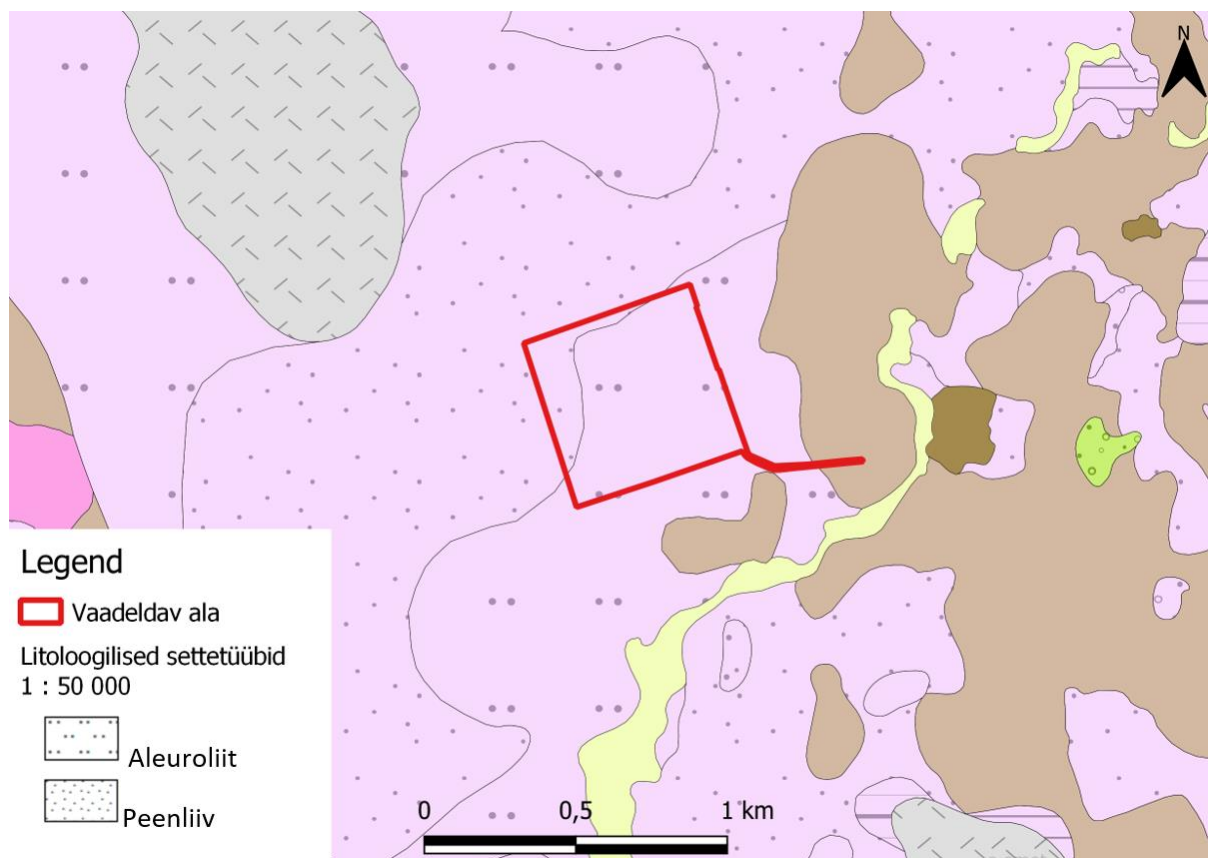 N
Legend
Vaadeldav ala
Litoloogilised settetüübid
1 : 50 000
Aleuroliit
Peenliiv
0 0,5 1 km